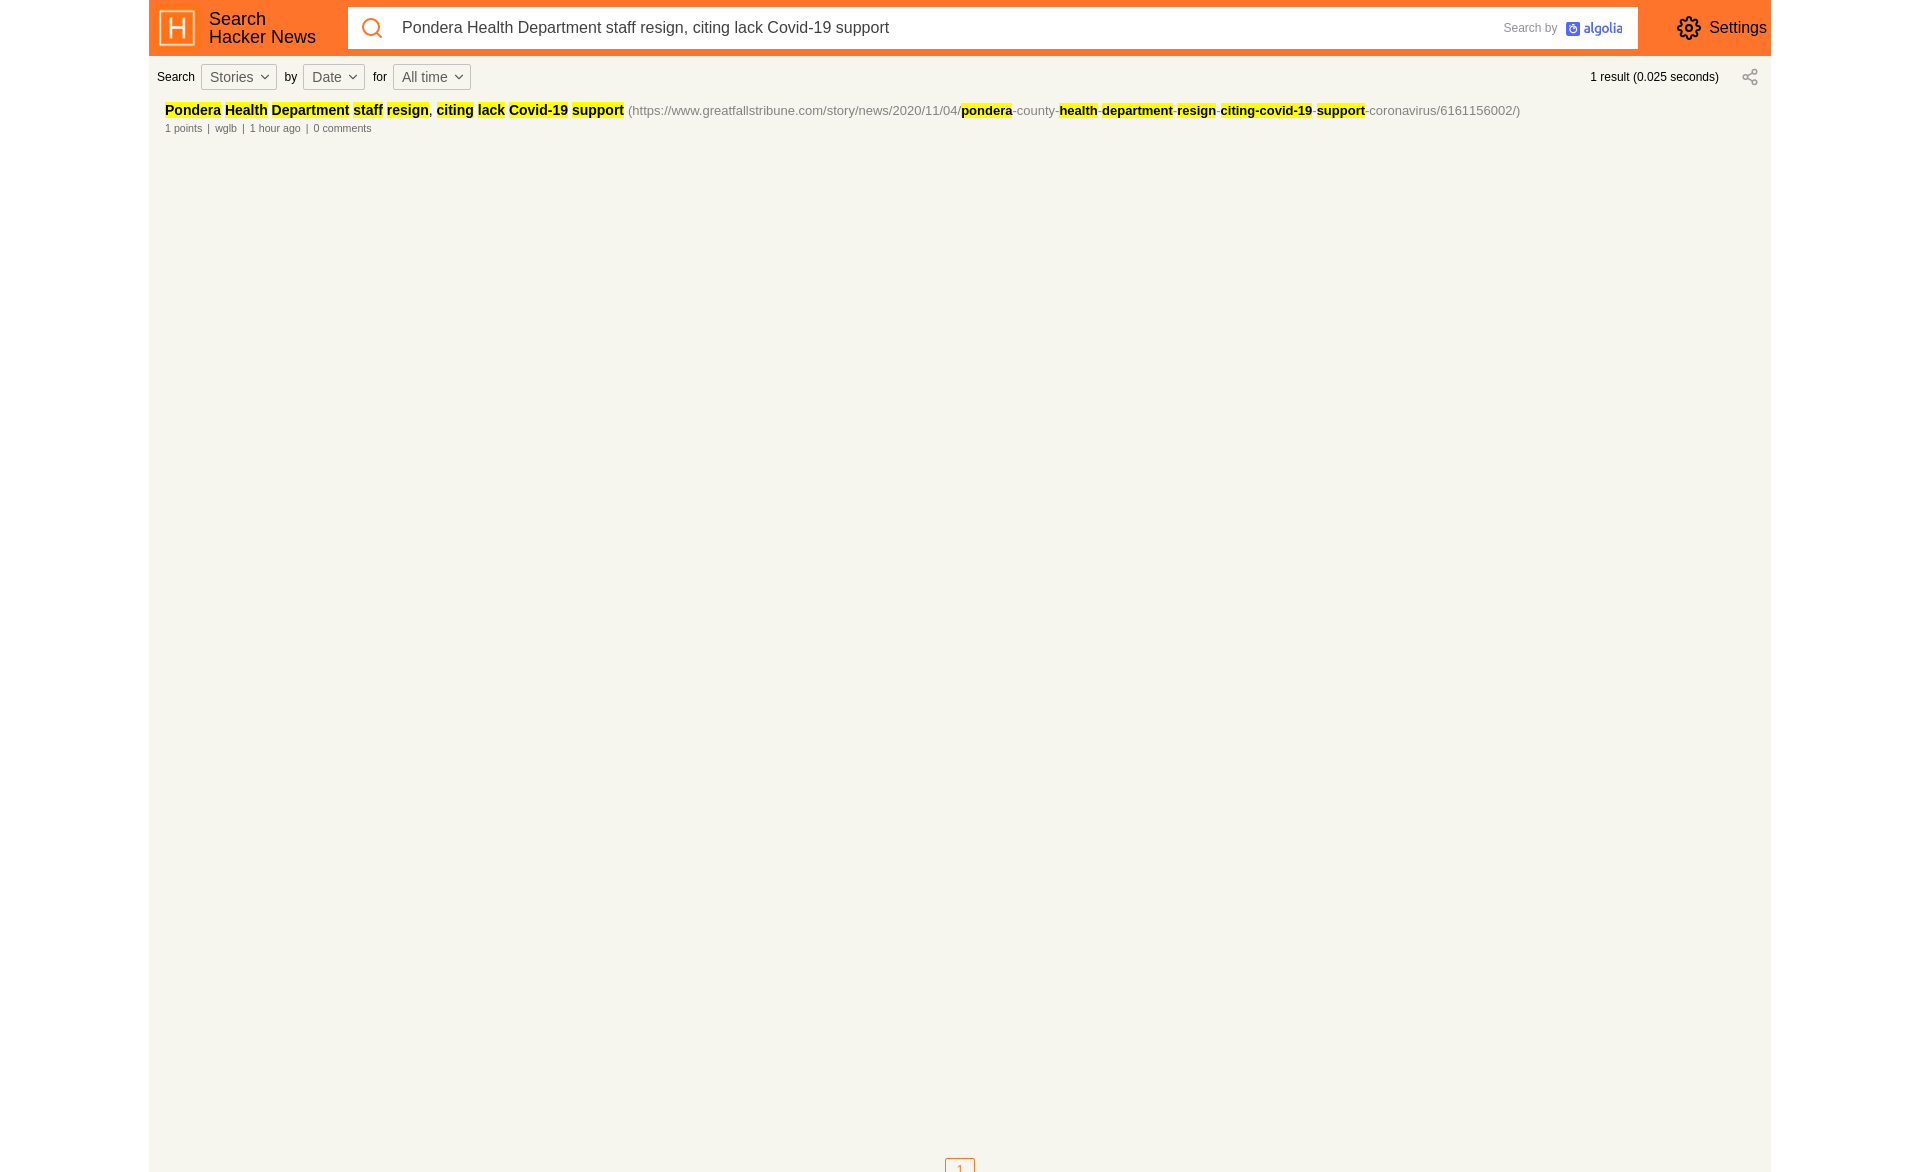 Search
Hacker News
Pondera Health Department staff resign, citing lack Covid-19 support
Search by algolia
Settings
Search Stories by Date for All time
1 result (0.025 seconds)
Pondera Health Department staff resign, citing lack Covid-19 support (https://www.greatfallstribune.com/story/news/2020/11/04/pondera-county-health-department-resign-citing-covid-19-support-coronavirus/6161156002/)
1 points | wglb | 1 hour ago | 0 comments
1